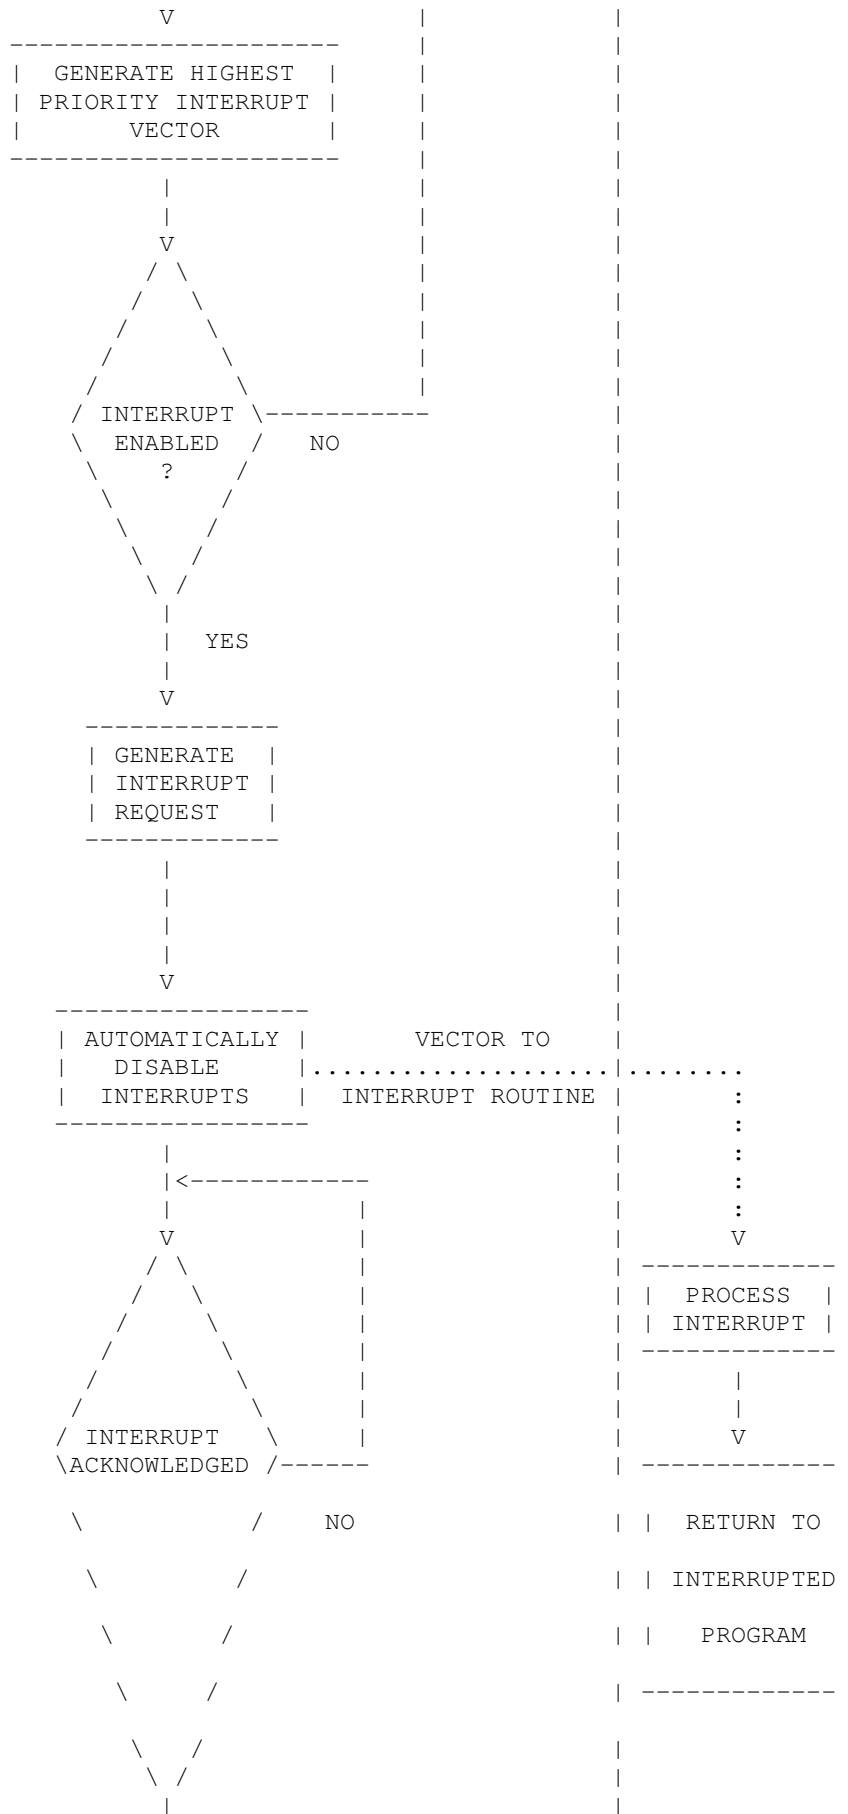 GENERATE HIGHEST
PRIORITY INTERRUPT
VECTOR
INTERRUPT
ENABLED NO
?
YES
GENERATE
INTERRUPT
REQUEST
AUTOMATICALLY VECTOR TO
DISABLE
INTERRUPTS INTERRUPT ROUTINE
PROCESS
INTERRUPT
INTERRUPT
ACKNOWLEDGED
NO RETURN TO
INTERRUPTED
PROGRAM